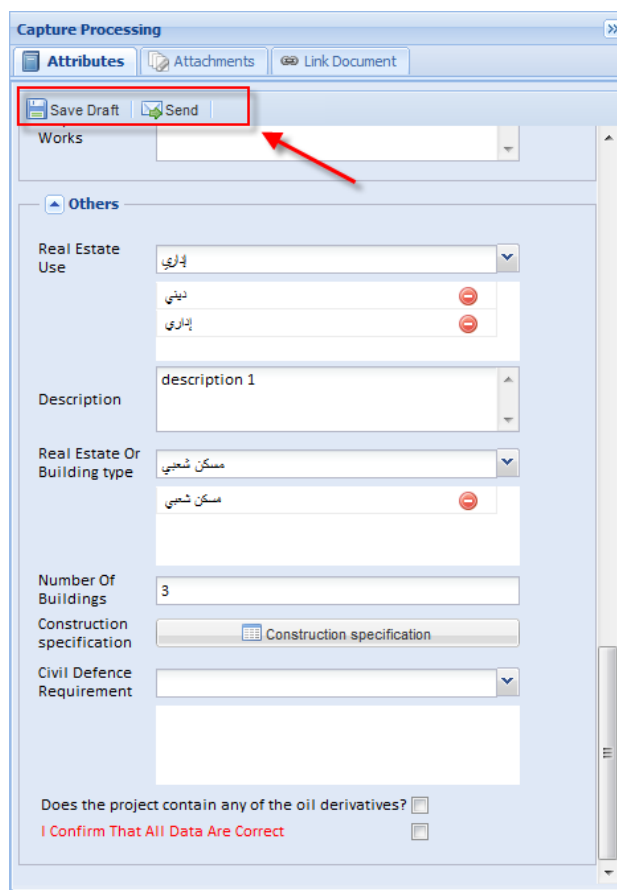 Capture Processing
Attributes
Attachments
Link Document
Save Draft
Send
Works
Others
Real Estate
Use
إداري
ديني
إداري
Description
description 1
Real Estate Or
Building type
مسكن شعبي
مسكن شعبي
Number Of
Buildings
3
Construction
specification
Construction specification
Civil Defence
Requirement
Does the project contain any of the oil derivatives?
I Confirm That All Data Are Correct